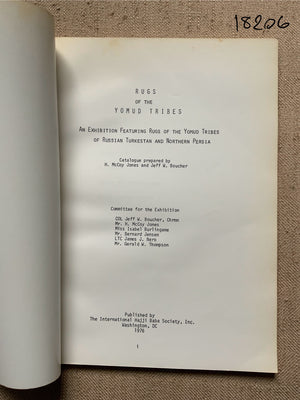 18206
RUGS
OF THE
YOMUD TRIBES
AN EXHIBITION FEATURING RUGS OF THE YOMUD TRIBES
OF RUSSIAN TURKESTAN AND NORTHERN PERSIA
Catalogue prepared by
H. McCoy Jones and Jeff W. Boucher
Committee for the Exhibition
COL Jeff W. Boucher, Chrmn
Mr. H. McCoy Jones
Miss Isabel Burlingame
Mr. Bernard Jensen
LTC James J. Nero
Mr. Gerald W. Thompson
Published by
The International Hajji Baba Society, Inc.
Washington, DC
1976
1